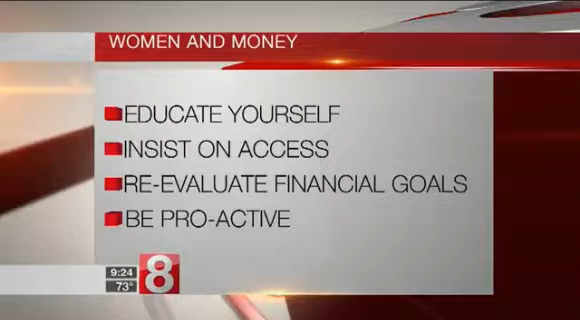 WOMEN AND MONEY
EDUCATE YOURSELF
INSIST ON ACCESS
RE-EVALUATE FINANCIAL GOALS
BE PRO-ACTIVE
9:24
73°
8